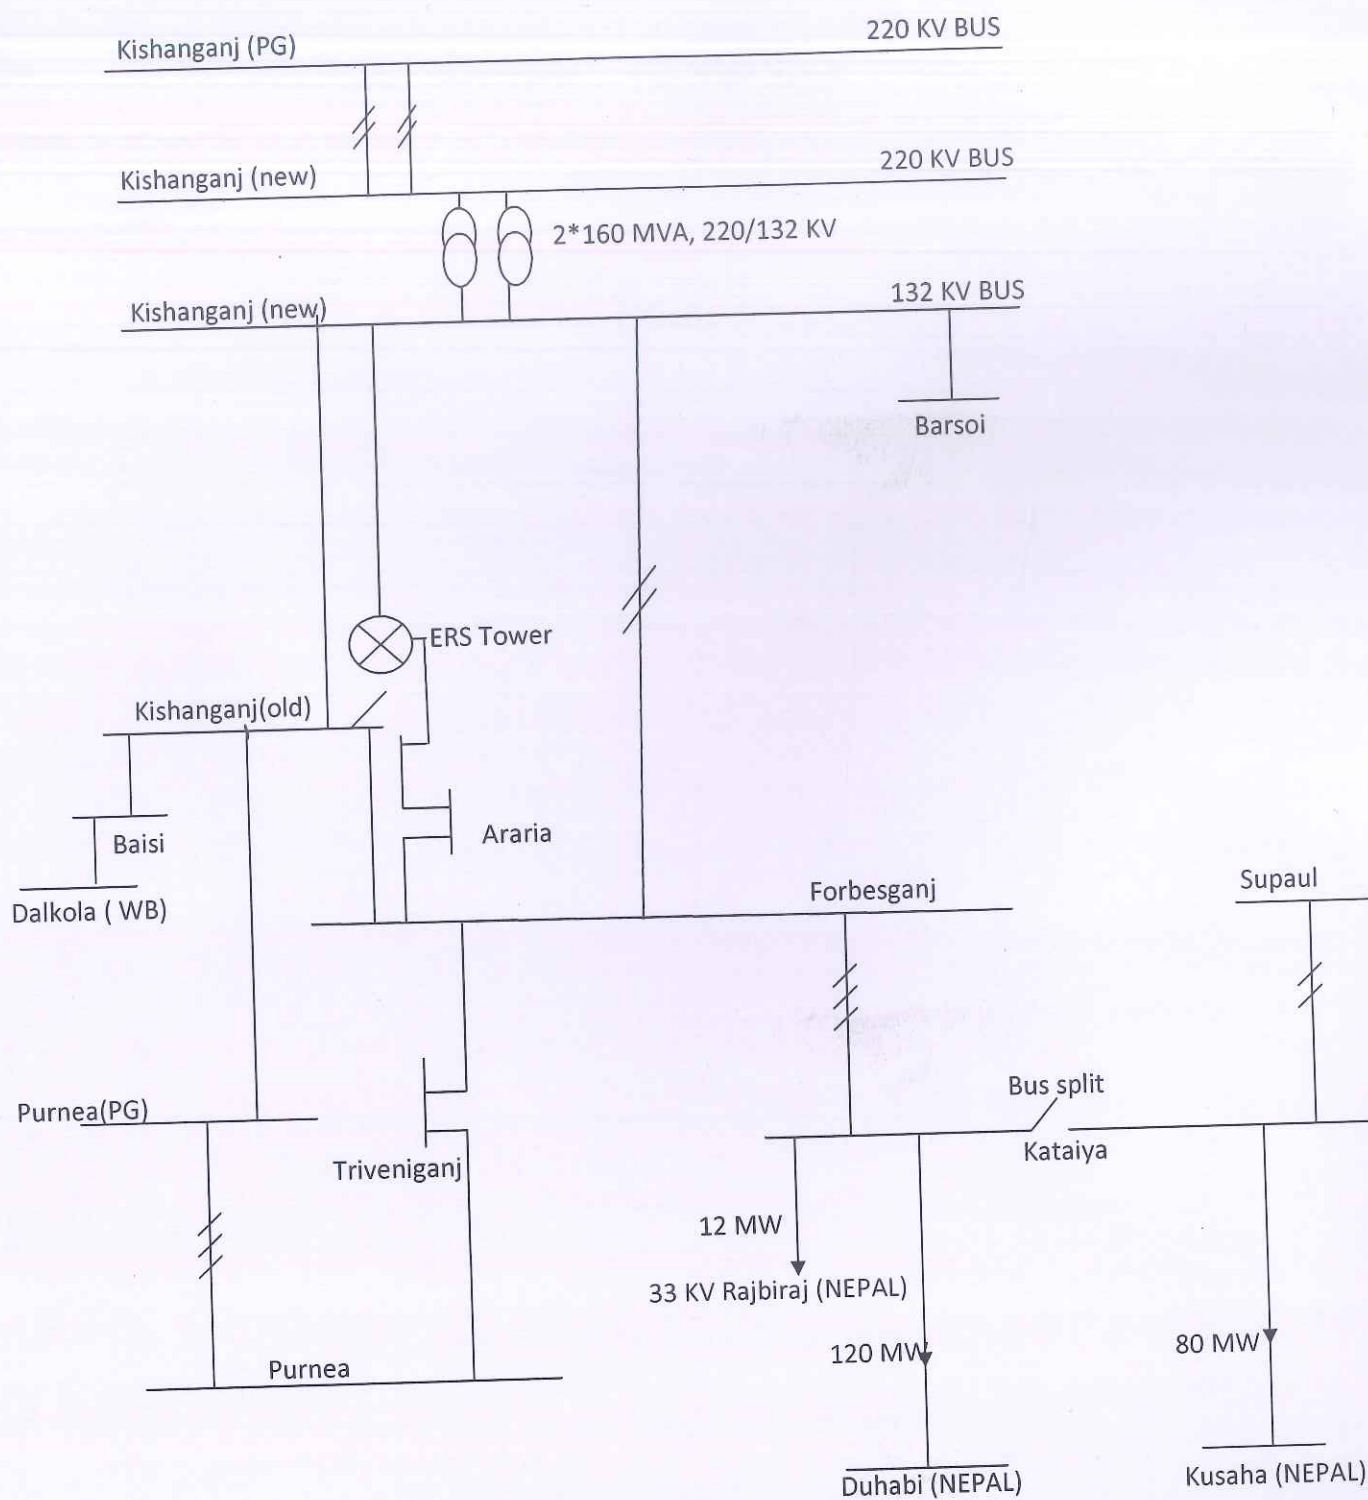 Kishanganj (PG)
220 KV BUS
Kishanganj (new)
220 KV BUS
2*160 MVA, 220/132 KV
Kishanganj (new)
132 KV BUS
Barsoi
ERS Tower
Kishanganj(old)
Baisi
Araria
Dalkola ( WB)
Forbesganj
Supaul
Bus split
Purnea(PG)
Kataiya
Triveniganj
12 MW
33 KV Rajbiraj (NEPAL)
120 MW
80 MW
Purnea
Duhabi (NEPAL)
Kusaha (NEPAL)